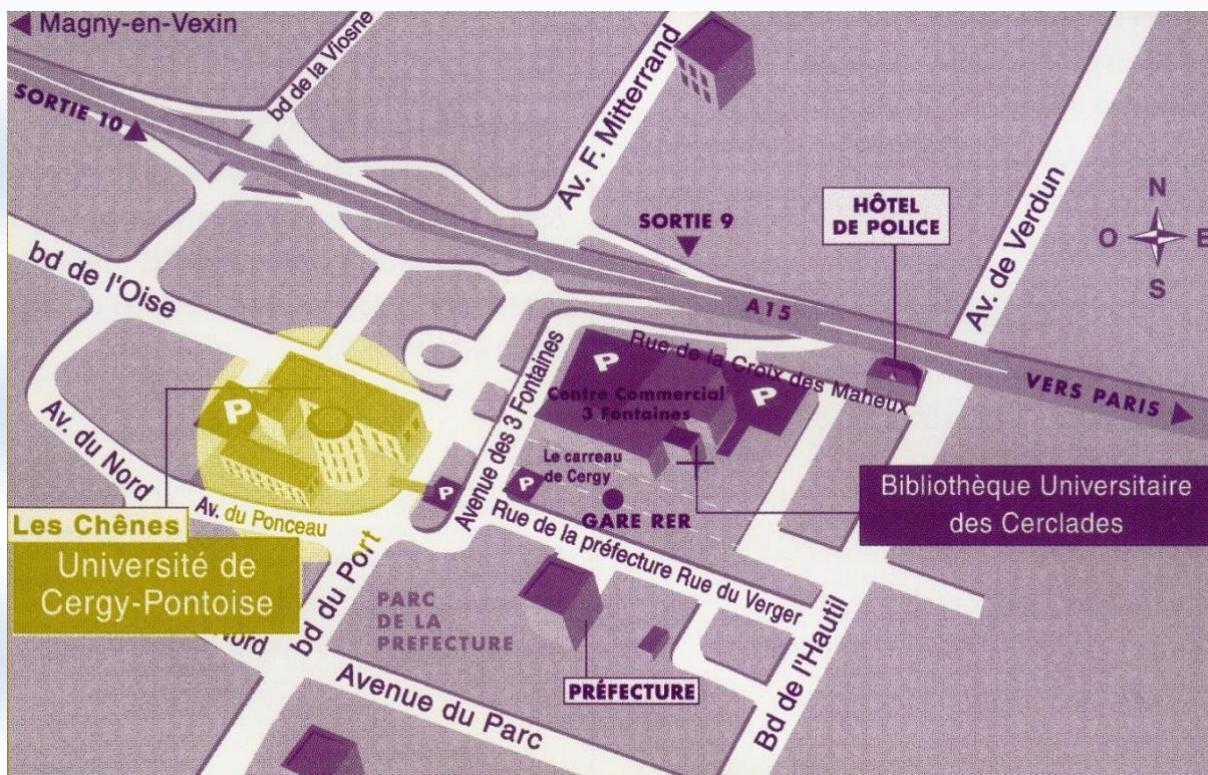 Magny-en-Vexin
bd de la Viosne
SORTIE 10
Av. F. Mitterrand
SORTIE 9
HÔTEL
DE POLICE
Av. de Verdun
N
O
E
S
bd de l'Oise
A15
VERS PARIS
Rue de la Croix des Maheux
P
P
Centre Commercial
3 Fontaines
Avenue des 3 Fontaines
P
Le carreau
de Cergy
P
P
GARE RER
Bibliothèque Universitaire
des Cerclades
Av. du Nord
Av. du Ponceau
Les Chênes
Université de
Cergy-Pontoise
Nord
bd du Port
Rue de la préfecture
Rue du Verger
PARC
DE LA
PREFECTURE
PRÉFECTURE
Avenue du Parc
Bd de l'Hautil